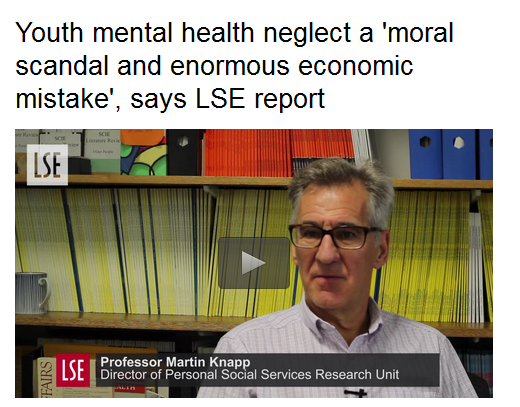 Youth mental health neglect a 'moral
scandal and enormous economic
mistake', says LSE report
LSE
LSE
Professor Martin Knapp
Director of Personal Social Services Research Unit
AFFAIRS